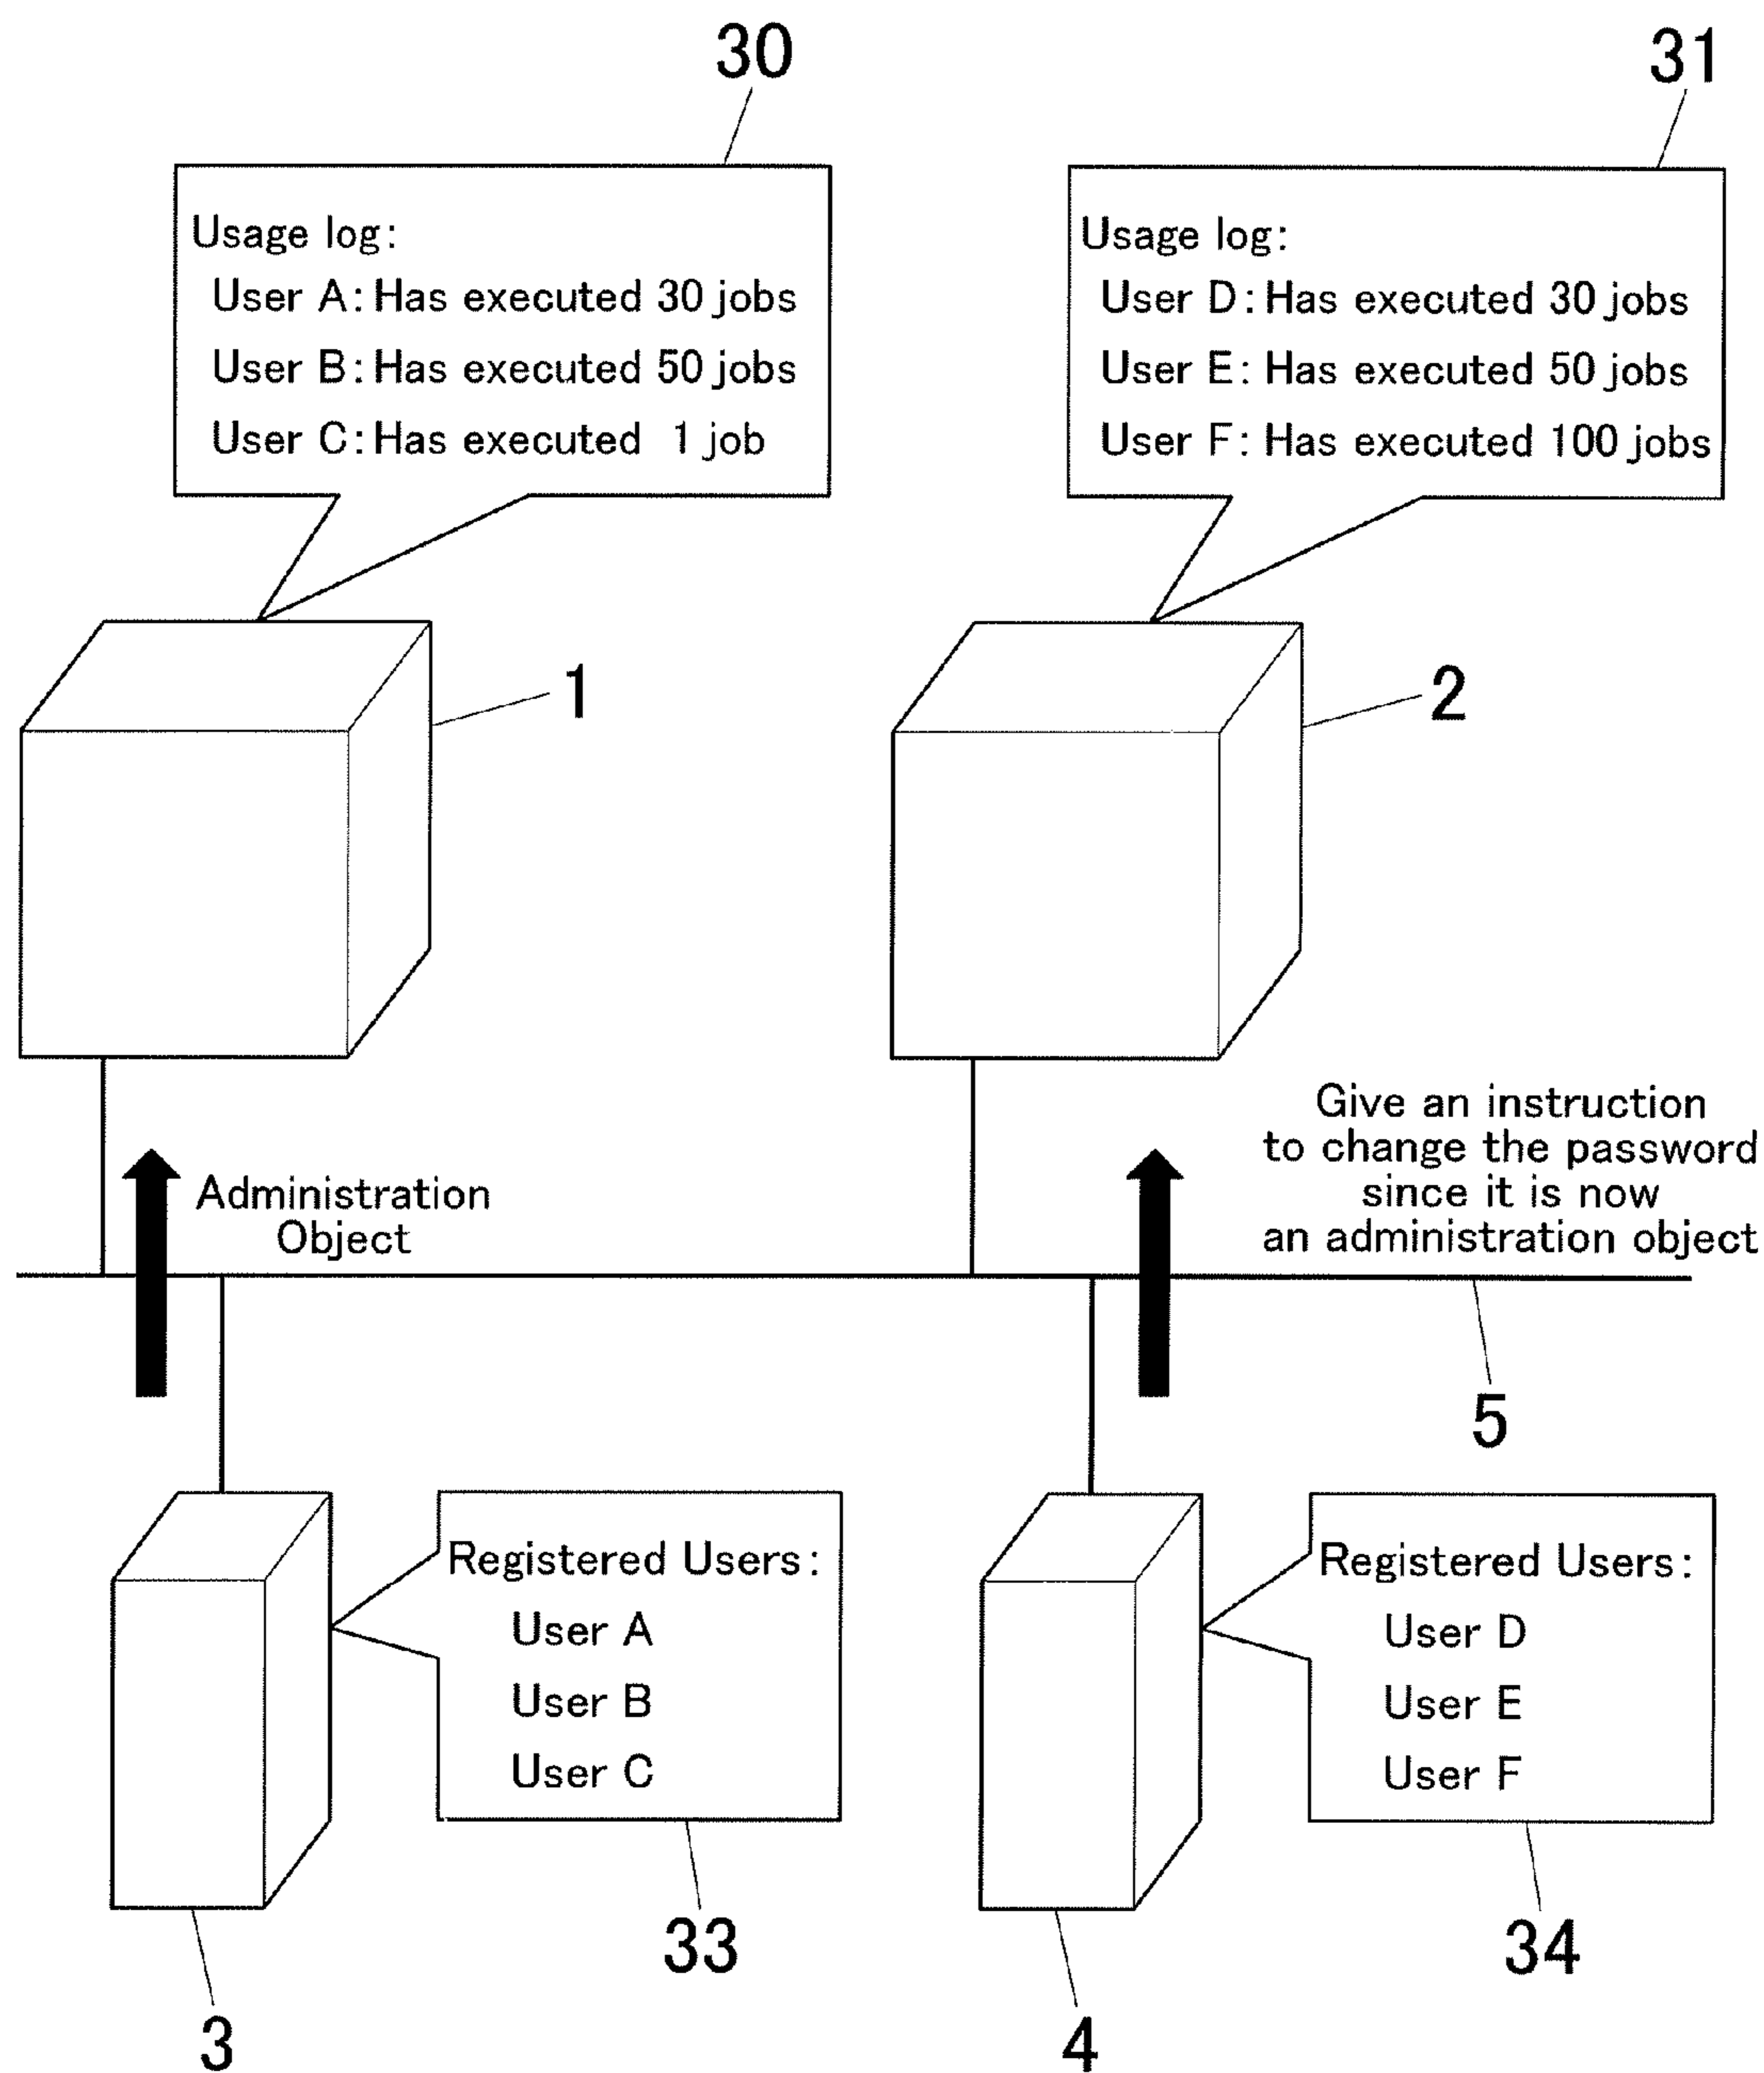 30
31
Usage log:
User A: Has executed 30 jobs
User B: Has executed 50 jobs
User C: Has executed 1 job
Usage log:
User D: Has executed 30 jobs
User E: Has executed 50 jobs
User F: Has executed 100 jobs
1
2
Administration
Object
Give an instruction
to change the password
since it is now
an administration object
5
Registered Users:
User A
User B
User C
Registered Users:
User D
User E
User F
33
34
3
4